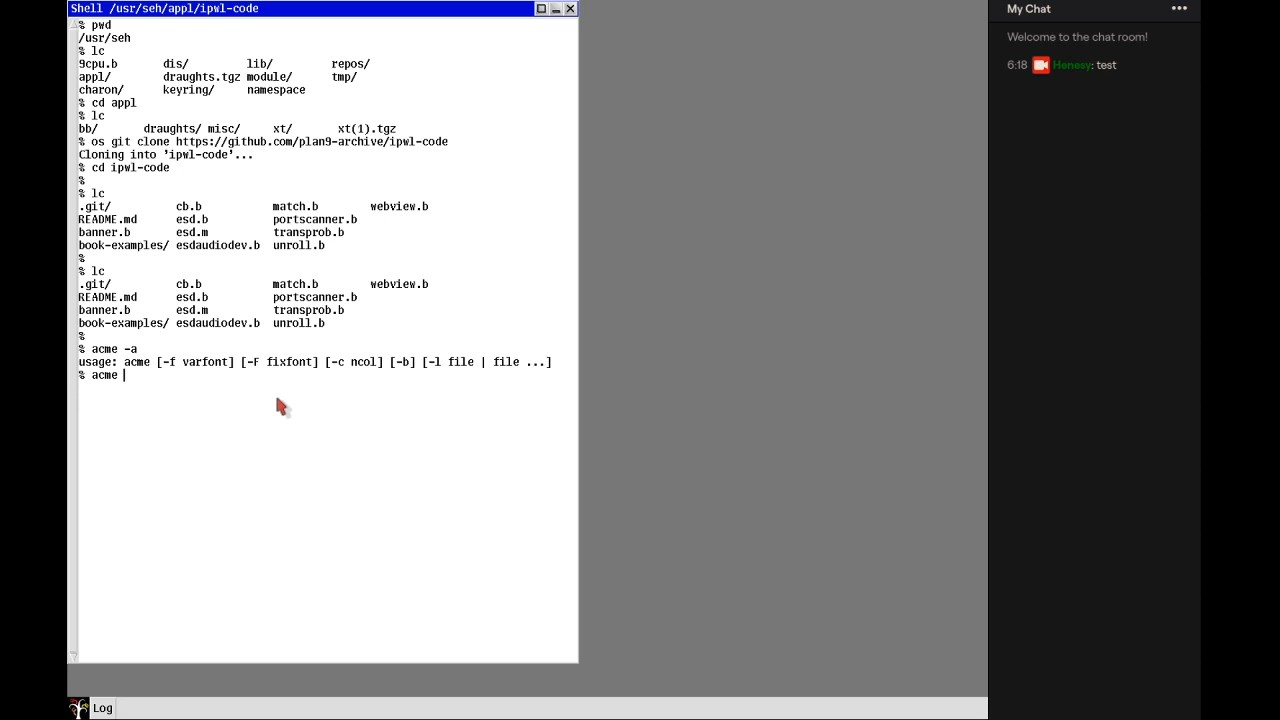 Shell /usr/seh/appl/ipwl-code
% pwd
/usr/seh
% lc
9cpu.b dis/ lib/ repos/
appl/ draughts.tgz module/ tmp/
charon/ keyring/ namespace
% cd appl
% lc
bb/ draughts/ misc/ xt/ xt(1).tgz
% os git clone https://github.com/plan9-archive/ipwl-code
Cloning into 'ipwl-code'...
% cd ipwl-code
%
% lc
.git/ cb.b match.b webview.b
README.md esd.b portscanner.b
banner.b esd.m transprob.b
book-examples/ esdaudiodev.b unroll.b
%
% lc
.git/ cb.b match.b webview.b
README.md esd.b portscanner.b
banner.b esd.m transprob.b
book-examples/ esdaudiodev.b unroll.b
%
% acme -a
usage: acme [-f varfont] [-F fixfont] [-c ncol] [-b] [-l file | file ...]
% acme
Log
My Chat
Welcome to the chat room!
6:18 Henesy: test